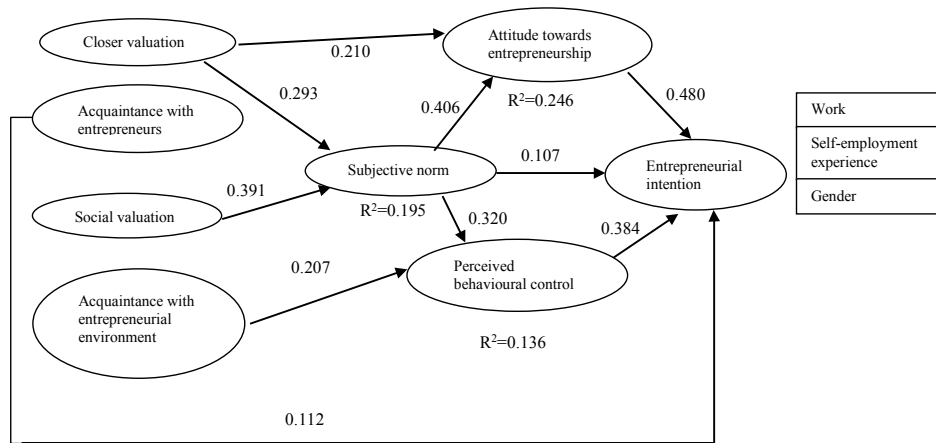 Closer valuation
0.210
Attitude towards
entrepreneurship
R²=0.246
0.293
0.406
0.480
Acquaintance with
entrepreneurs
Work
Self-employment
experience
Gender
Subjective norm
0.107
Entrepreneurial
intention
0.391
R²=0.195
Social valuation
0.320
0.384
0.207
Perceived
behavioural control
Acquaintance with
entrepreneurial
environment
R²=0.136
0.112